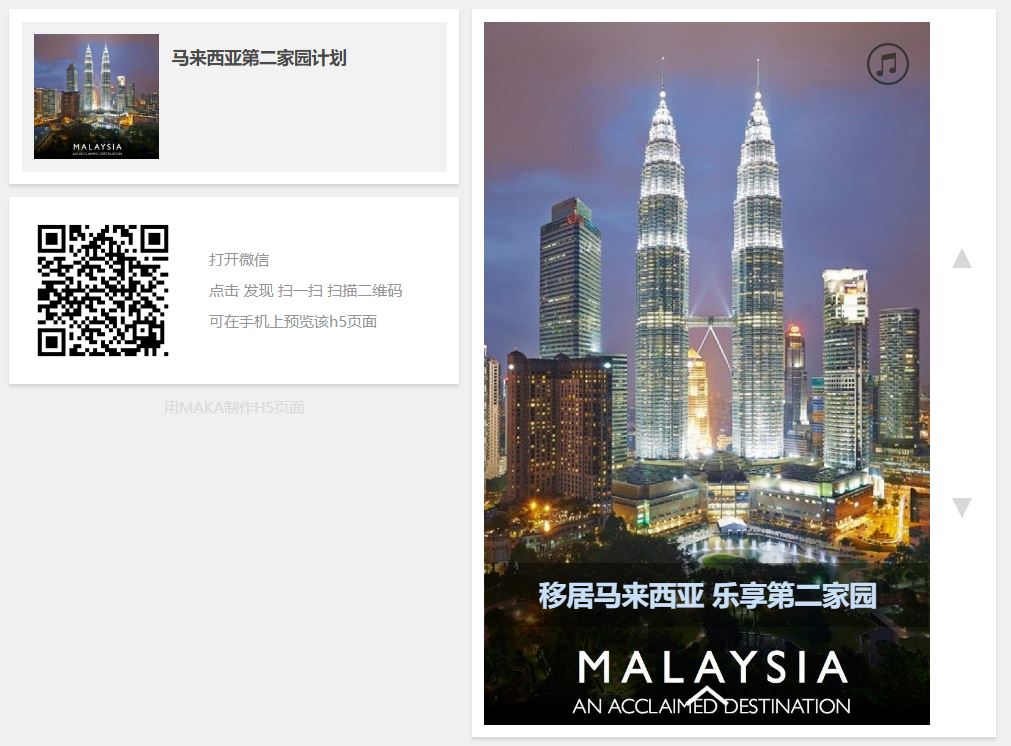 马来西亚第二家园计划
MALAYSIA
AN ACCLAIMED DESTINATION
打开微信
点击 发现 扫一扫 扫描二维码
可在手机上预览该h5页面
用MAKA制作H5页面
移居马来西亚 乐享第二家园
MALAYSIA
AN ACCLAIMED DESTINATION